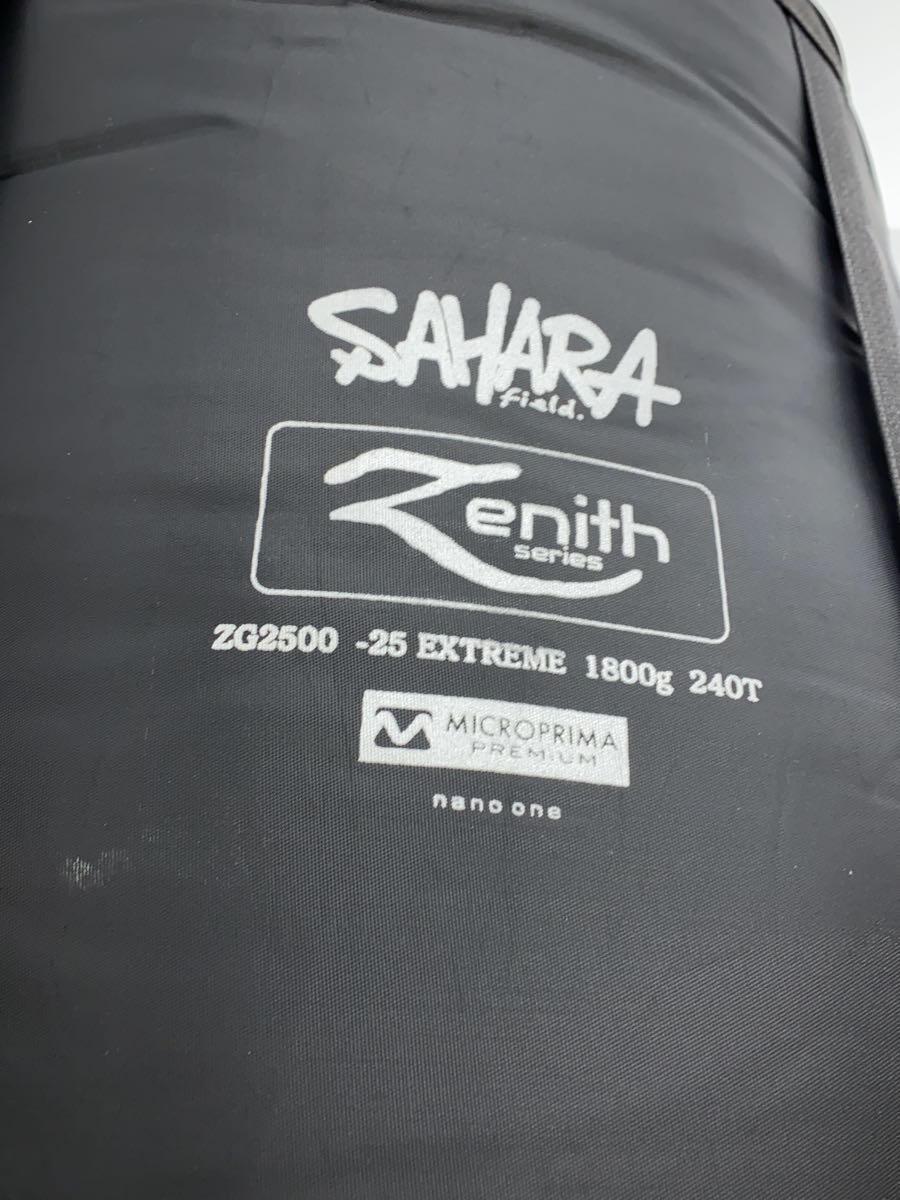 SAHARA
field.
Zenith
series
ZG2500 -25 EXTREME 1800g 240T
MICROPRIMA
PREMIUM
nano one